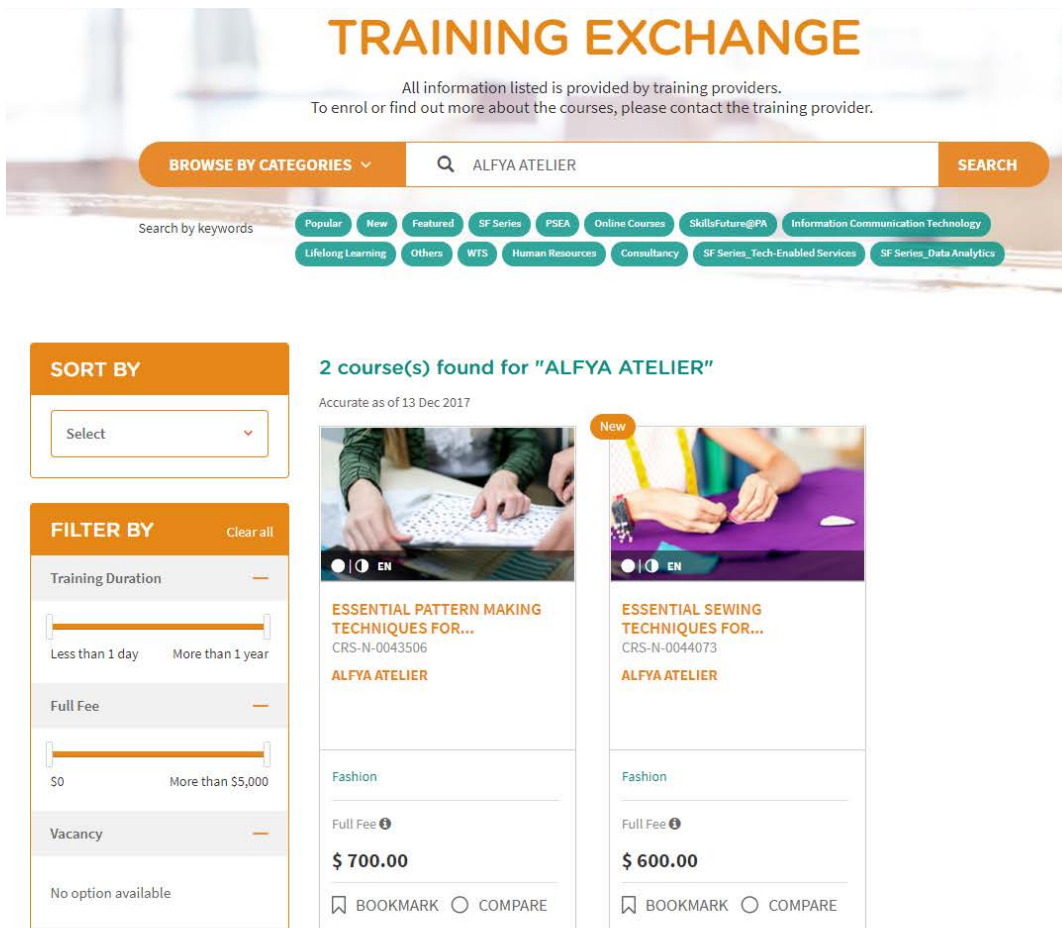 TRAINING EXCHANGE
All information listed is provided by training providers.
To enrol or find out more about the courses, please contact the training provider.
BROWSE BY CATEGORIES
ALFYA ATELIER
SEARCH
Search by keywords
Popular New Featured SF Series PSEA Online Courses SkillsFuture@PA Information Communication Technology
Lifelong Learning Others WTS Human Resources Consultancy SF Series_Tech-Enabled Services SF Series_Data Analytics
SORT BY
Select
FILTER BY Clear all
Training Duration
Less than 1 day More than 1 year
Full Fee
$0 More than $5,000
Vacancy
No option available
2 course(s) found for "ALFYA ATELIER"
Accurate as of 13 Dec 2017
EN
ESSENTIAL PATTERN MAKING
TECHNIQUES FOR...
CRS-N-0043506
ALFYA ATELIER
Fashion
Full Fee
$ 700.00
BOOKMARK COMPARE
New
EN
ESSENTIAL SEWING
TECHNIQUES FOR...
CRS-N-0044073
ALFYA ATELIER
Fashion
Full Fee
$ 600.00
BOOKMARK COMPARE